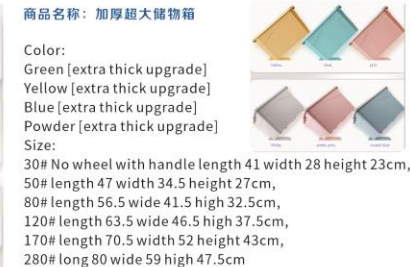 商品名称：加厚超大储物箱
Color:
Green [extra thick upgrade]
Yellow [extra thick upgrade]
Blue [extra thick upgrade]
Powder [extra thick upgrade]
Size:
30# No wheel with handle length 41 width 28 height 23cm,
50# length 47 width 34.5 height 27cm,
80# length 56.5 wide 41.5 high 32.5cm,
120# length 63.5 wide 46.5 high 37.5cm,
170# length 70.5 width 52 height 43cm,
280# long 80 wide 59 high 47.5cm